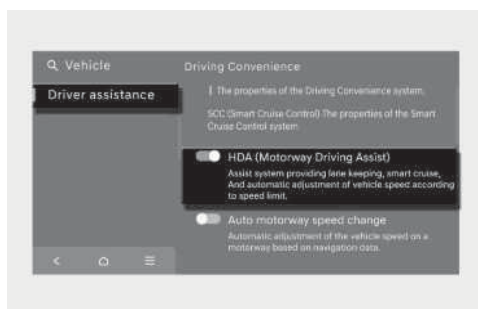 Vehicle
Driver assistance
Driving Convenience
The properties of the Driving Convenience system.
SCC (Smart Cruise Control) The properties of the Smart
Cruise Control system
HDA (Motorway Driving Assist)
Assist system providing lane keeping, smart cruise,
And automatic adjustment of vehicle speed according
to speed limit.
Auto motorway speed change
Automatic adjustment of the vehicle speed on a
motorway based on navigation data.